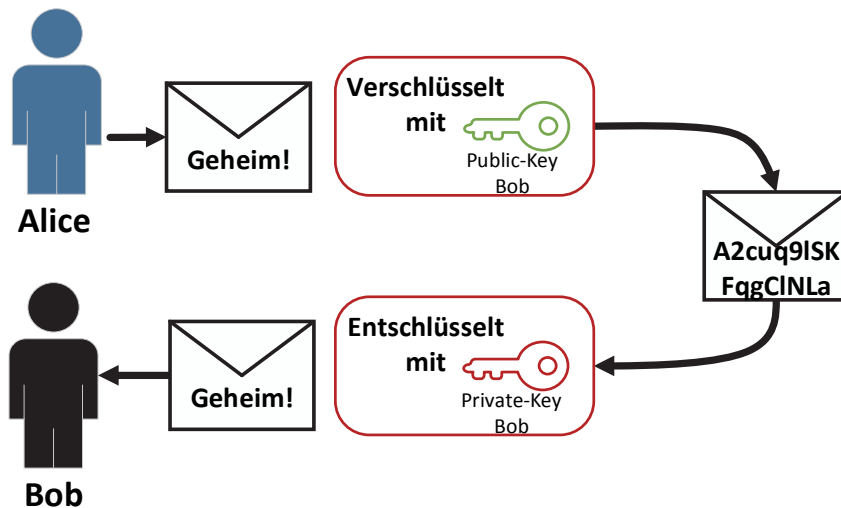 Alice
Geheim!
Verschlüsselt
mit
Public-Key
Bob
A2cuq9lSK
FqgClNLa
Entschlüsselt
mit
Private-Key
Bob
Geheim!
Bob